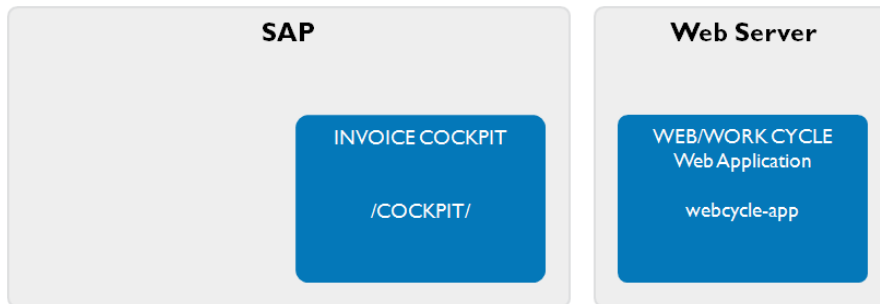 SAP
INVOICE COCKPIT
/COCKPIT/
Web Server
WEB/WORK CYCLE
Web Application
webcycle-app